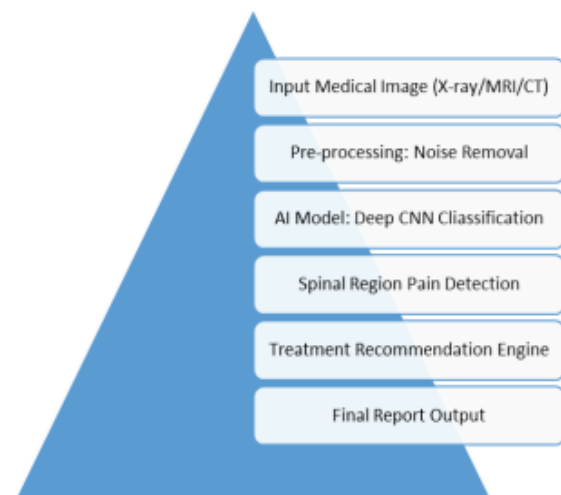 Input Medical Image (X-ray/MRI/CT)
Pre-processing: Noise Removal
AI Model: Deep CNN Cliassification
Spinal Region Pain Detection
Treatment Recommendation Engine
Final Report Output